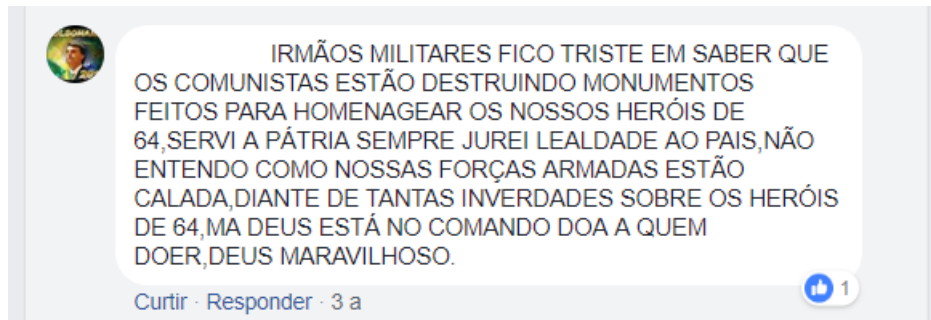 IRMÃOS MILITARES FICO TRISTE EM SABER QUE
OS COMUNISTAS ESTÃO DESTRUINDO MONUMENTOS
FEITOS PARA HOMENAGEAR OS NOSSOS HERÓIS DE
64,SERVI A PÁTRIA SEMPRE JUREI LEALDADE AO PAIS,NÃO
ENTENDO COMO NOSSAS FORÇAS ARMADAS ESTÃO
CALADA,DIANTE DE TANTAS INVERDADES SOBRE OS HERÓIS
DE 64,MA DEUS ESTÁ NO COMANDO DOA A QUEM
DOER,DEUS MARAVILHOSO.
1
Curtir · Responder · 3 a